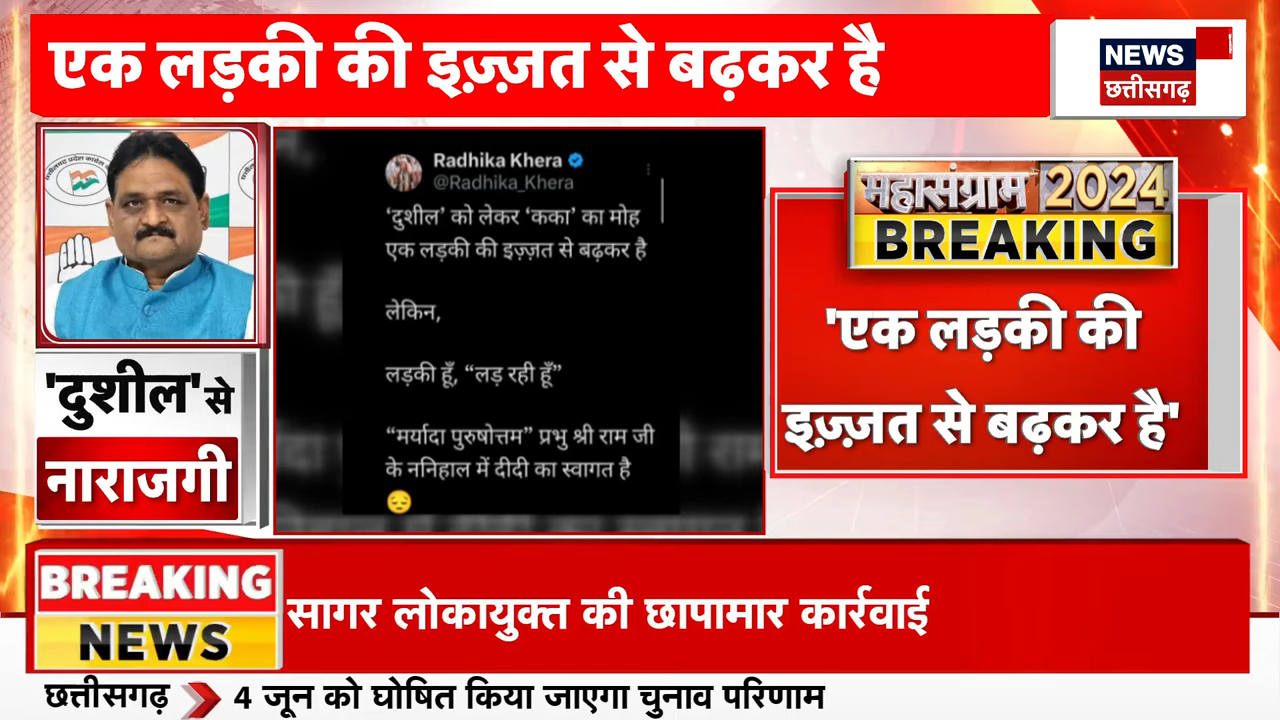 एक लड़की की इज़्ज़त से बढ़कर है
NEWS
छत्तीसगढ़
Radhika Khera
@Radhika_Khera
‘दुशील’ को लेकर ‘कका’ का मोह
एक लड़की की इज़्ज़त से बढ़कर है
लेकिन,
लड़की हूँ, “लड़ रही हूँ”
“मर्यादा पुरुषोत्तम” प्रभु श्री राम जी
के ननिहाल में दीदी का स्वागत है
😔
महासंग्राम 2024
BREAKING
'एक लड़की की
इज़्ज़त से बढ़कर है'
'दुशील' से
नाराजगी
BREAKING
NEWS
सागर लोकायुक्त की छापामार कार्रवाई
छत्तीसगढ़
4 जून को घोषित किया जाएगा चुनाव परिणाम